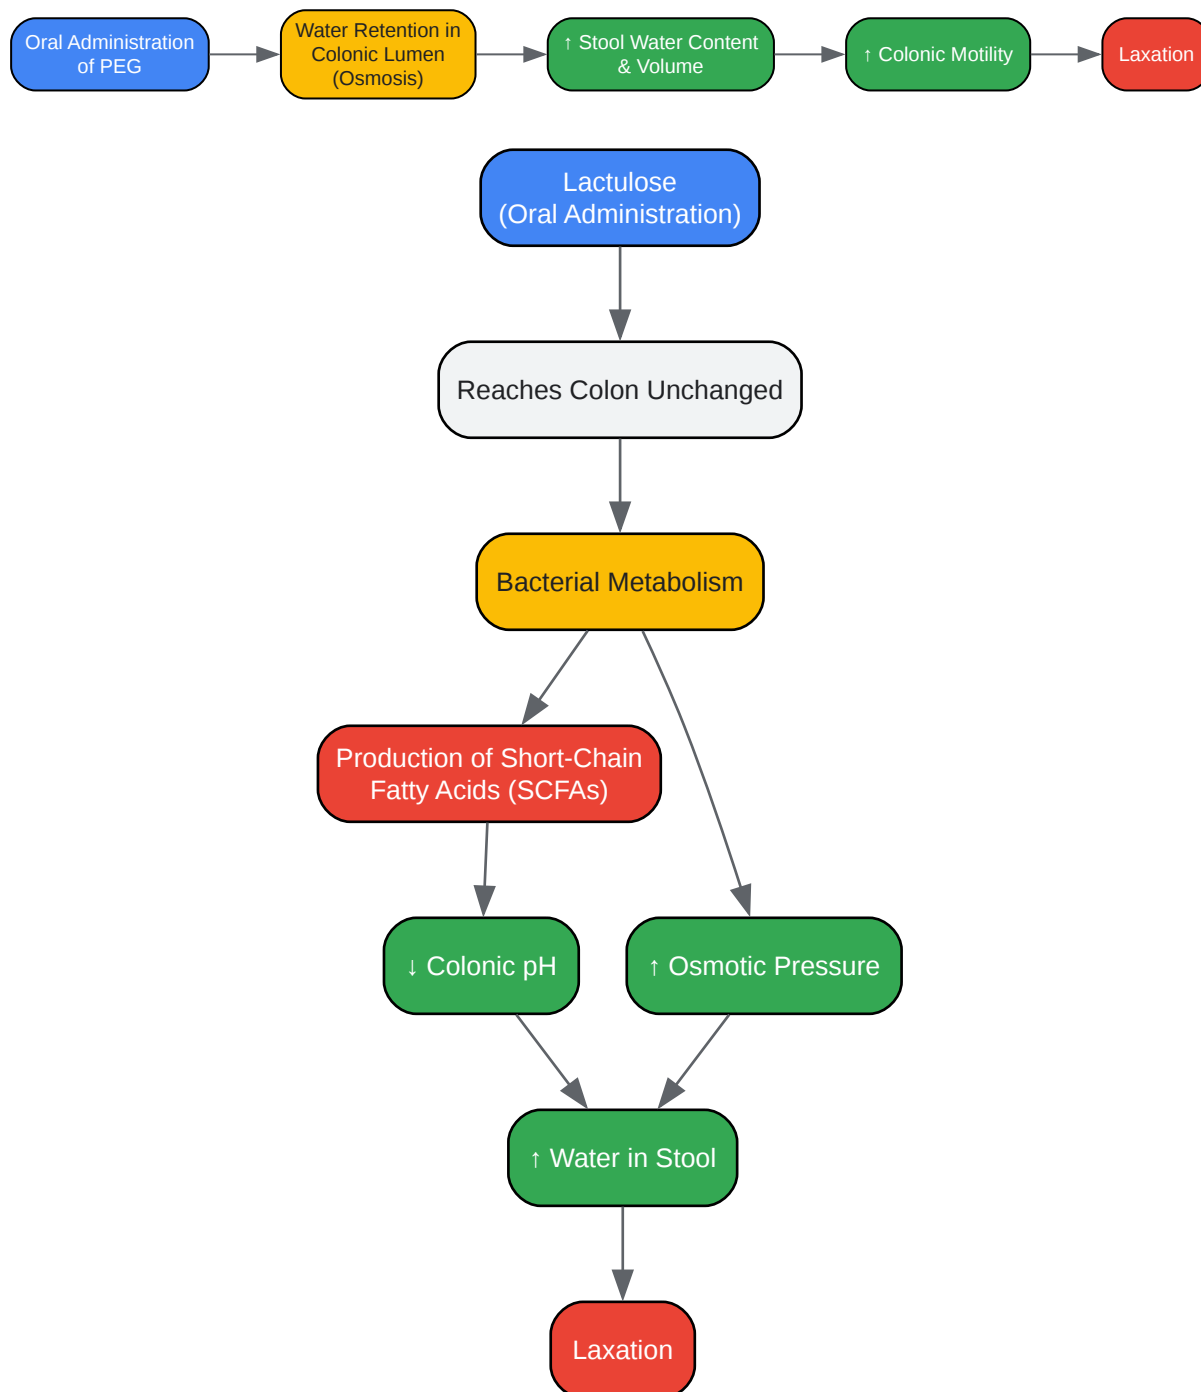 Oral Administration
of PEG
Water Retention in
Colonic Lumen
(Osmosis)
↑ Stool Water Content
& Volume
↑ Colonic Motility
Laxation
Lactulose
(Oral Administration)
Reaches Colon Unchanged
Bacterial Metabolism
Production of Short-Chain
Fatty Acids (SCFAs)
↓ Colonic pH
↑ Osmotic Pressure
↑ Water in Stool
Laxation